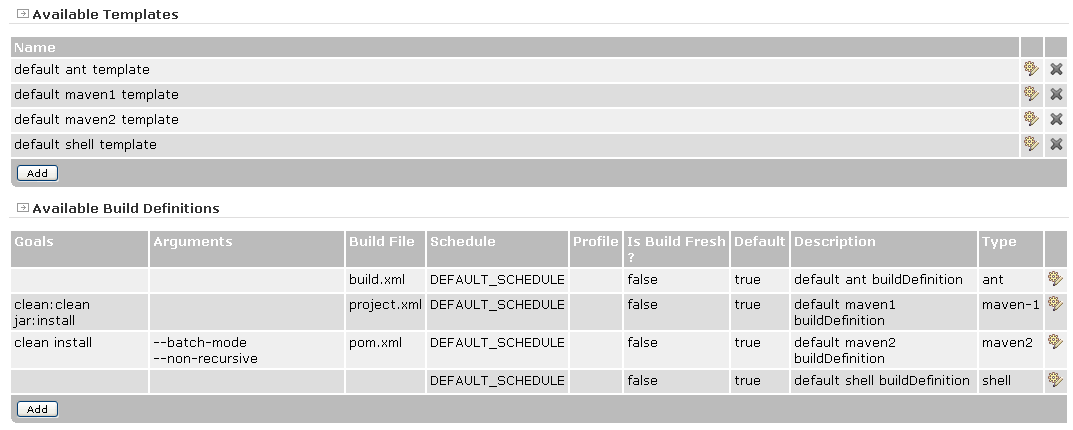 Available Templates
Name
default ant template
default maven1 template
default maven2 template
default shell template
Add
Available Build Definitions
Goals Arguments Build File Schedule Profile Is Build Fresh ? Default Description Type
build.xml DEFAULT_SCHEDULE false true default ant buildDefinition ant
clean:clean project.xml DEFAULT_SCHEDULE false true default maven1 maven-1
jar:install buildDefinition
clean install --batch-mode pom.xml DEFAULT_SCHEDULE false true default maven2 maven2
--non-recursive buildDefinition
DEFAULT_SCHEDULE false true default shell buildDefinition shell
Add